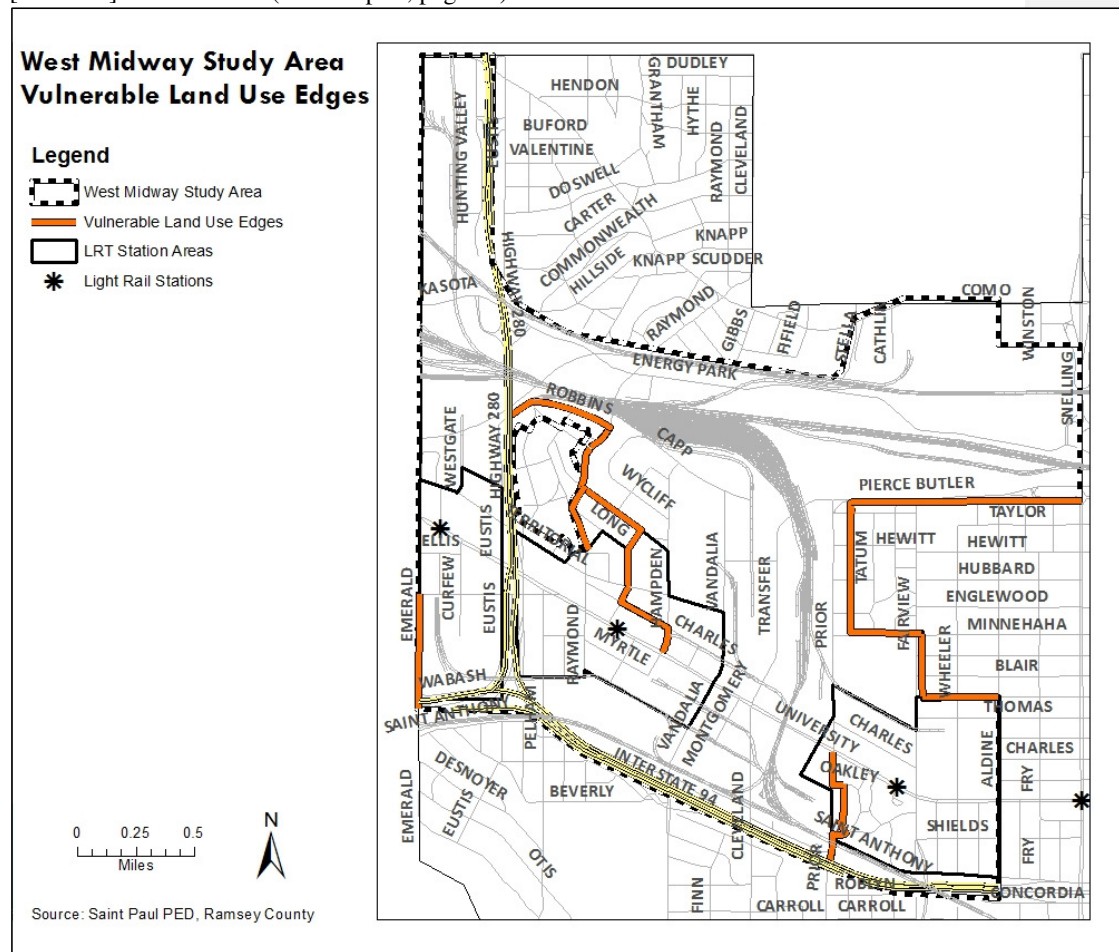 West Midway Study Area
Vulnerable Land Use Edges
Legend
West Midway Study Area
Vulnerable Land Use Edges
LRT Station Areas
Light Rail Stations
DUDLEY
HENDON
GRANTHAM
HYTHE
BUFORD
VALENTINE
RAYMOND
CLEVELAND
HUNTING VALLEY
DOSWELL
CARTER
COMMONWEALTH
HILLSIDE
KNAPP
KNAPP
SCUDDER
HIGHWAY 280
KASOTA
RAYMOND
GIBBS
FIFIELD
STELLA
CATHLIN
COMO
WINSTON
ENERGY PARK
SNELLING
ROBBINS
HIGHWAY 280
WESTGATE
CAPP
WYCLIFF
PIERCE BUTLER
TAYLOR
LONG
TERRITORIAL
ELLIS
EUSTIS
TATUM
HEWITT
HEWITT
HUBBARD
ENGLEWOOD
MINNEHAHA
FAIRVIEW
HAMPDEN
VANDALIA
TRANSFER
PRIOR
EMERALD
CURFEW
EUSTIS
CHARLES
MYRTLE
RAYMOND
WHEELER
BLAIR
WABASH
THOMAS
SAINT ANTHONY
PELHAM
VANDALIA
MONTGOMERY
UNIVERSITY
CHARLES
ALDINE
CHARLES
INTERSTATE 94
OAKLEY
FRY
DESNOYER
EUSTIS
BEVERLY
EMERALD
CLEVELAND
SAINT ANTHONY
SHIELDS
FRY
OTIS
PRIOR
ROBLYN
CONCORDIA
FINN
CARROLL
CARROLL
0 0.25 0.5
Miles
N
Source: Saint Paul PED, Ramsey County